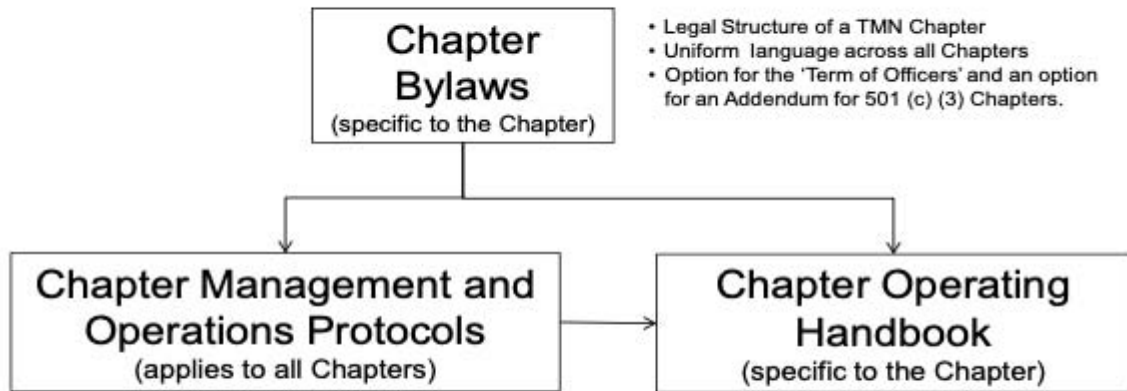 Chapter
Bylaws
(specific to the Chapter)
• Legal Structure of a TMN Chapter
• Uniform language across all Chapters
• Option for the ‘Term of Officers’ and an option
for an Addendum for 501 (c) (3) Chapters.
Chapter Management and
Operations Protocols
(applies to all Chapters)
Chapter Operating
Handbook
(specific to the Chapter)